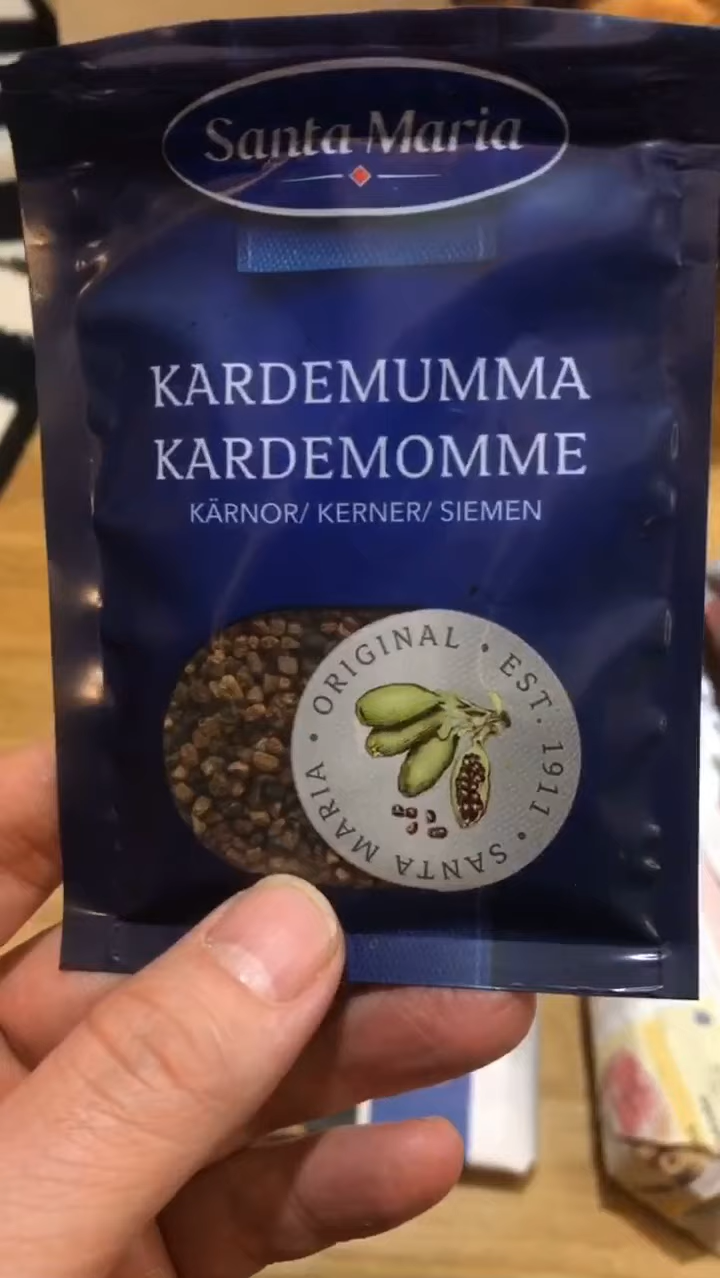 Santa Maria
KARDEMUMMA
KARDEMOMME
KÄRNOR/ KERNER/ SIEMEN
ORIGINAL • EST. 1911 • SANTA MARIA •